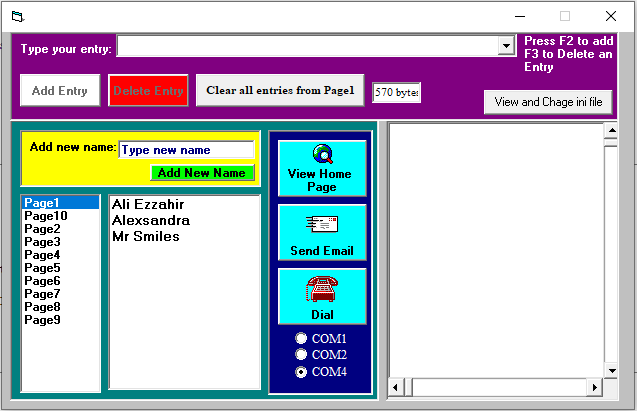 Type your entry:
Press F2 to add
F3 to Delete an
Entry
Add Entry
Delete Entry
Clear all entries from Page1
570 bytes
View and Chage ini file
Add new name:
Type new name
Add New Name
Page1
Page10
Page2
Page3
Page4
Page5
Page6
Page7
Page8
Page9
Ali Ezzahir
Alexsandra
Mr Smiles
View Home
Page
Send Email
Dial
COM1
COM2
COM4